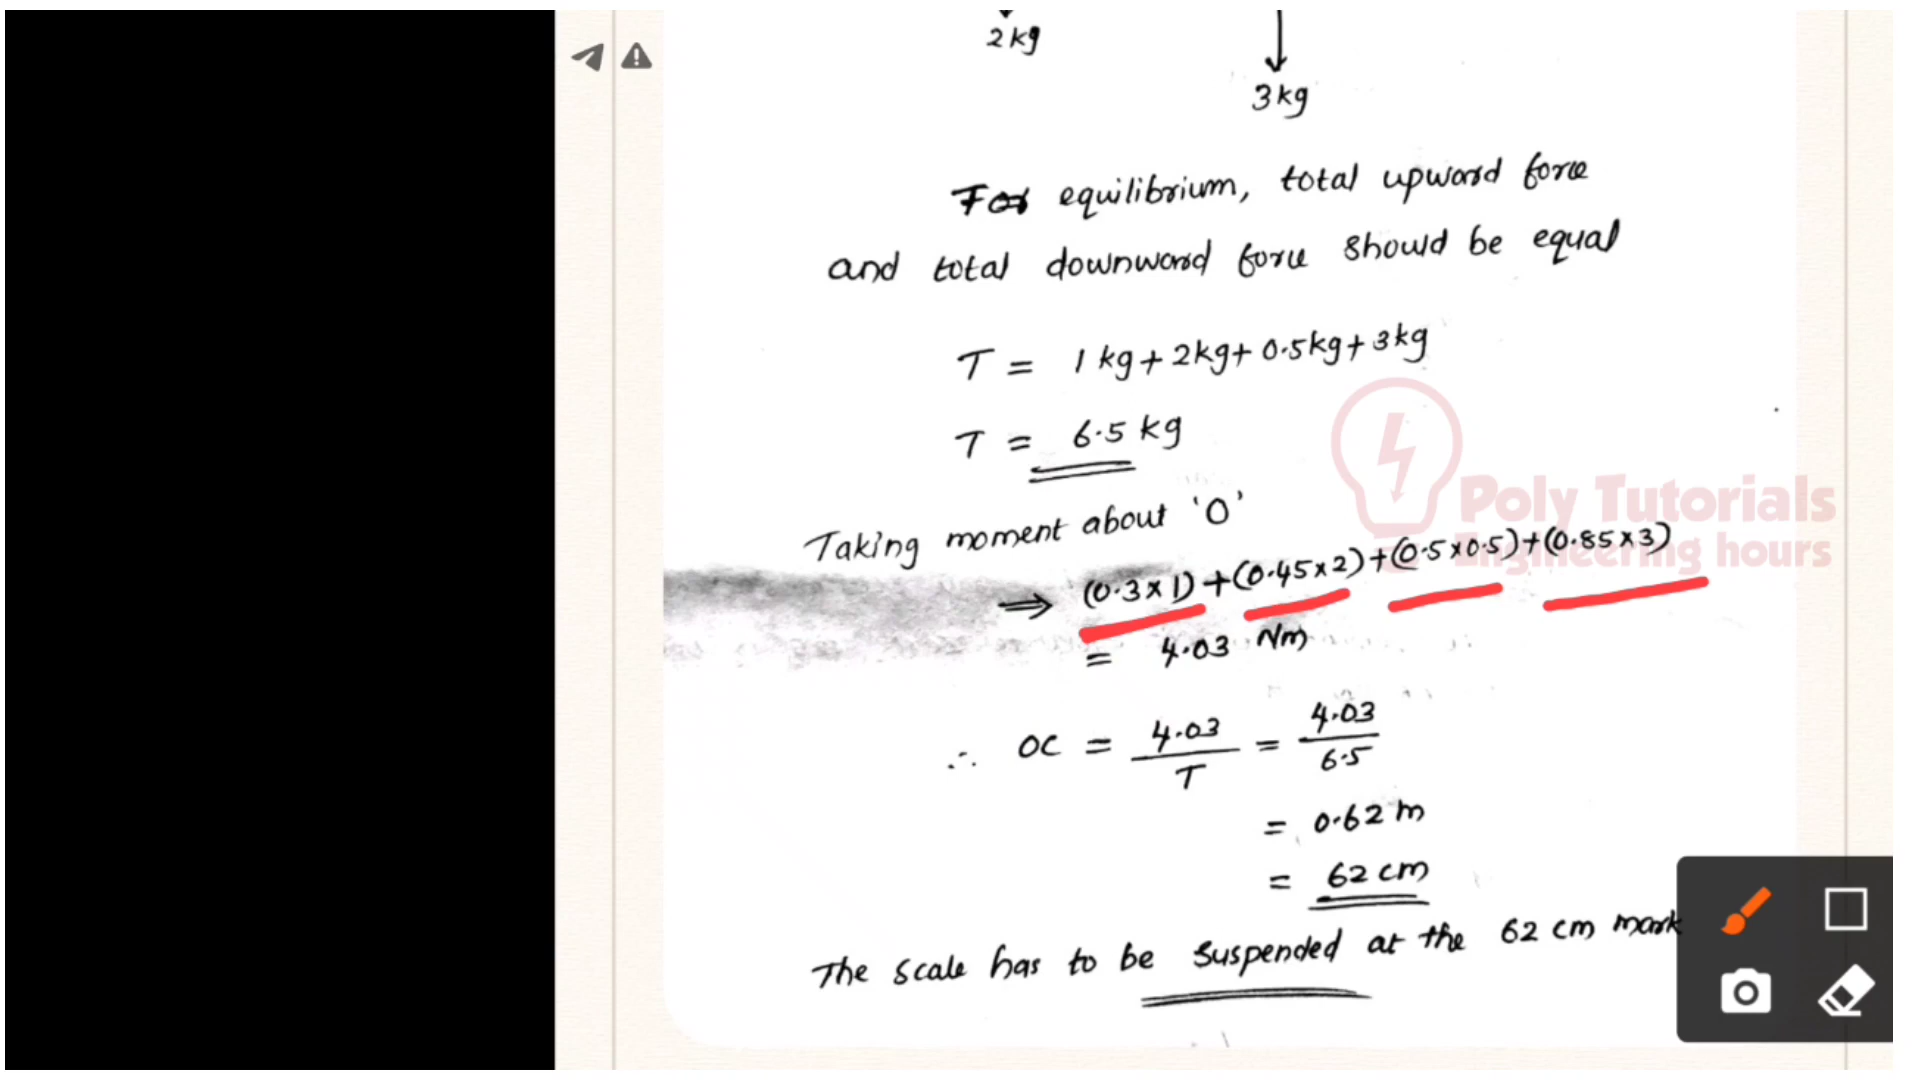 2kg
3kg
For equilibrium, total upward force
and total downward force should be equal
T = 1 kg + 2kg + 0.5kg + 3kg
T = 6.5 kg
Poly Tutorials
Engineering hours
Taking moment about 'O'
⇒ (0.3 x 1) + (0.45 x 2) + (0.5 x 0.5) + (0.85 x 3)
= 4.03 Nm
∴ OC = 4.03 / T = 4.03 / 6.5
= 0.62 m
= 62 cm
The scale has to be suspended at the 62 cm mark